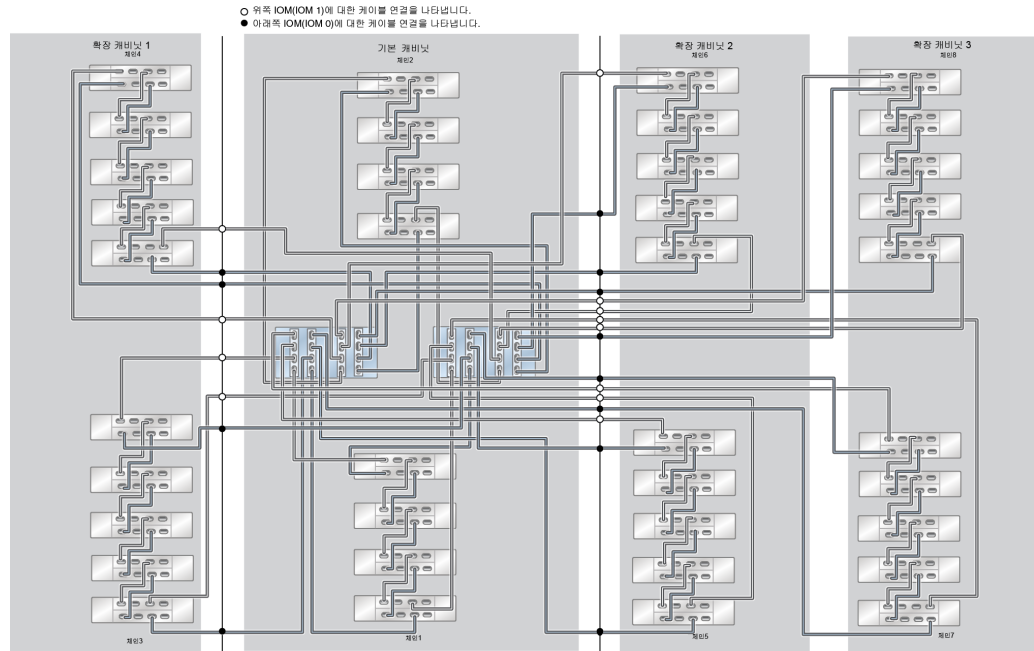 위쪽 IOM(IOM 1)에 대한 케이블 연결을 나타냅니다.
아래쪽 IOM(IOM 0)에 대한 케이블 연결을 나타냅니다.
확장 캐비닛 1
체인4
기본 캐비닛
체인2
확장 캐비닛 2
체인6
확장 캐비닛 3
체인8
체인3
체인1
체인5
체인7